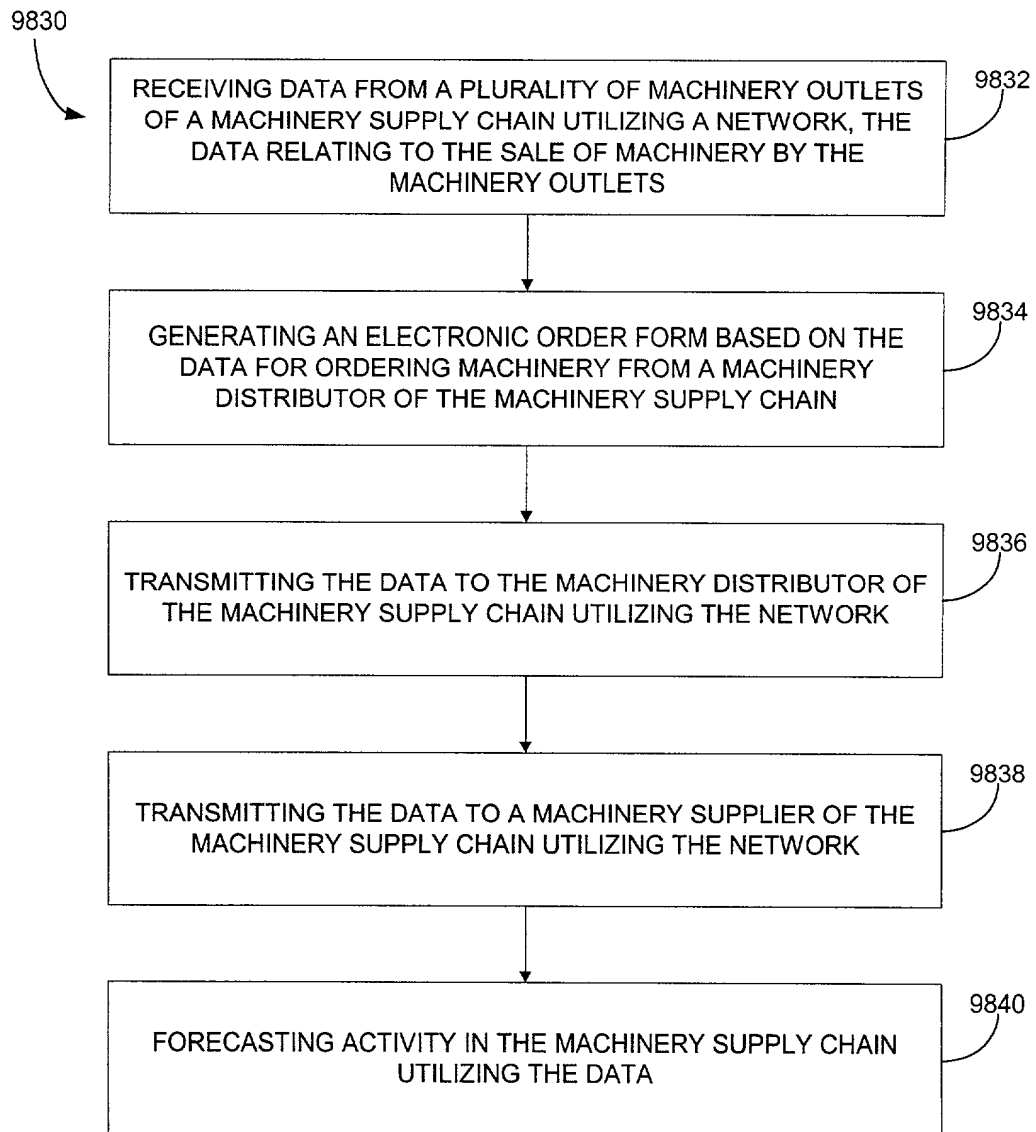 9830
RECEIVING DATA FROM A PLURALITY OF MACHINERY OUTLETS
OF A MACHINERY SUPPLY CHAIN UTILIZING A NETWORK, THE
DATA RELATING TO THE SALE OF MACHINERY BY THE
MACHINERY OUTLETS
9832
GENERATING AN ELECTRONIC ORDER FORM BASED ON THE
DATA FOR ORDERING MACHINERY FROM A MACHINERY
DISTRIBUTOR OF THE MACHINERY SUPPLY CHAIN
9834
TRANSMITTING THE DATA TO THE MACHINERY DISTRIBUTOR OF
THE MACHINERY SUPPLY CHAIN UTILIZING THE NETWORK
9836
TRANSMITTING THE DATA TO A MACHINERY SUPPLIER OF THE
MACHINERY SUPPLY CHAIN UTILIZING THE NETWORK
9838
FORECASTING ACTIVITY IN THE MACHINERY SUPPLY CHAIN
UTILIZING THE DATA
9840